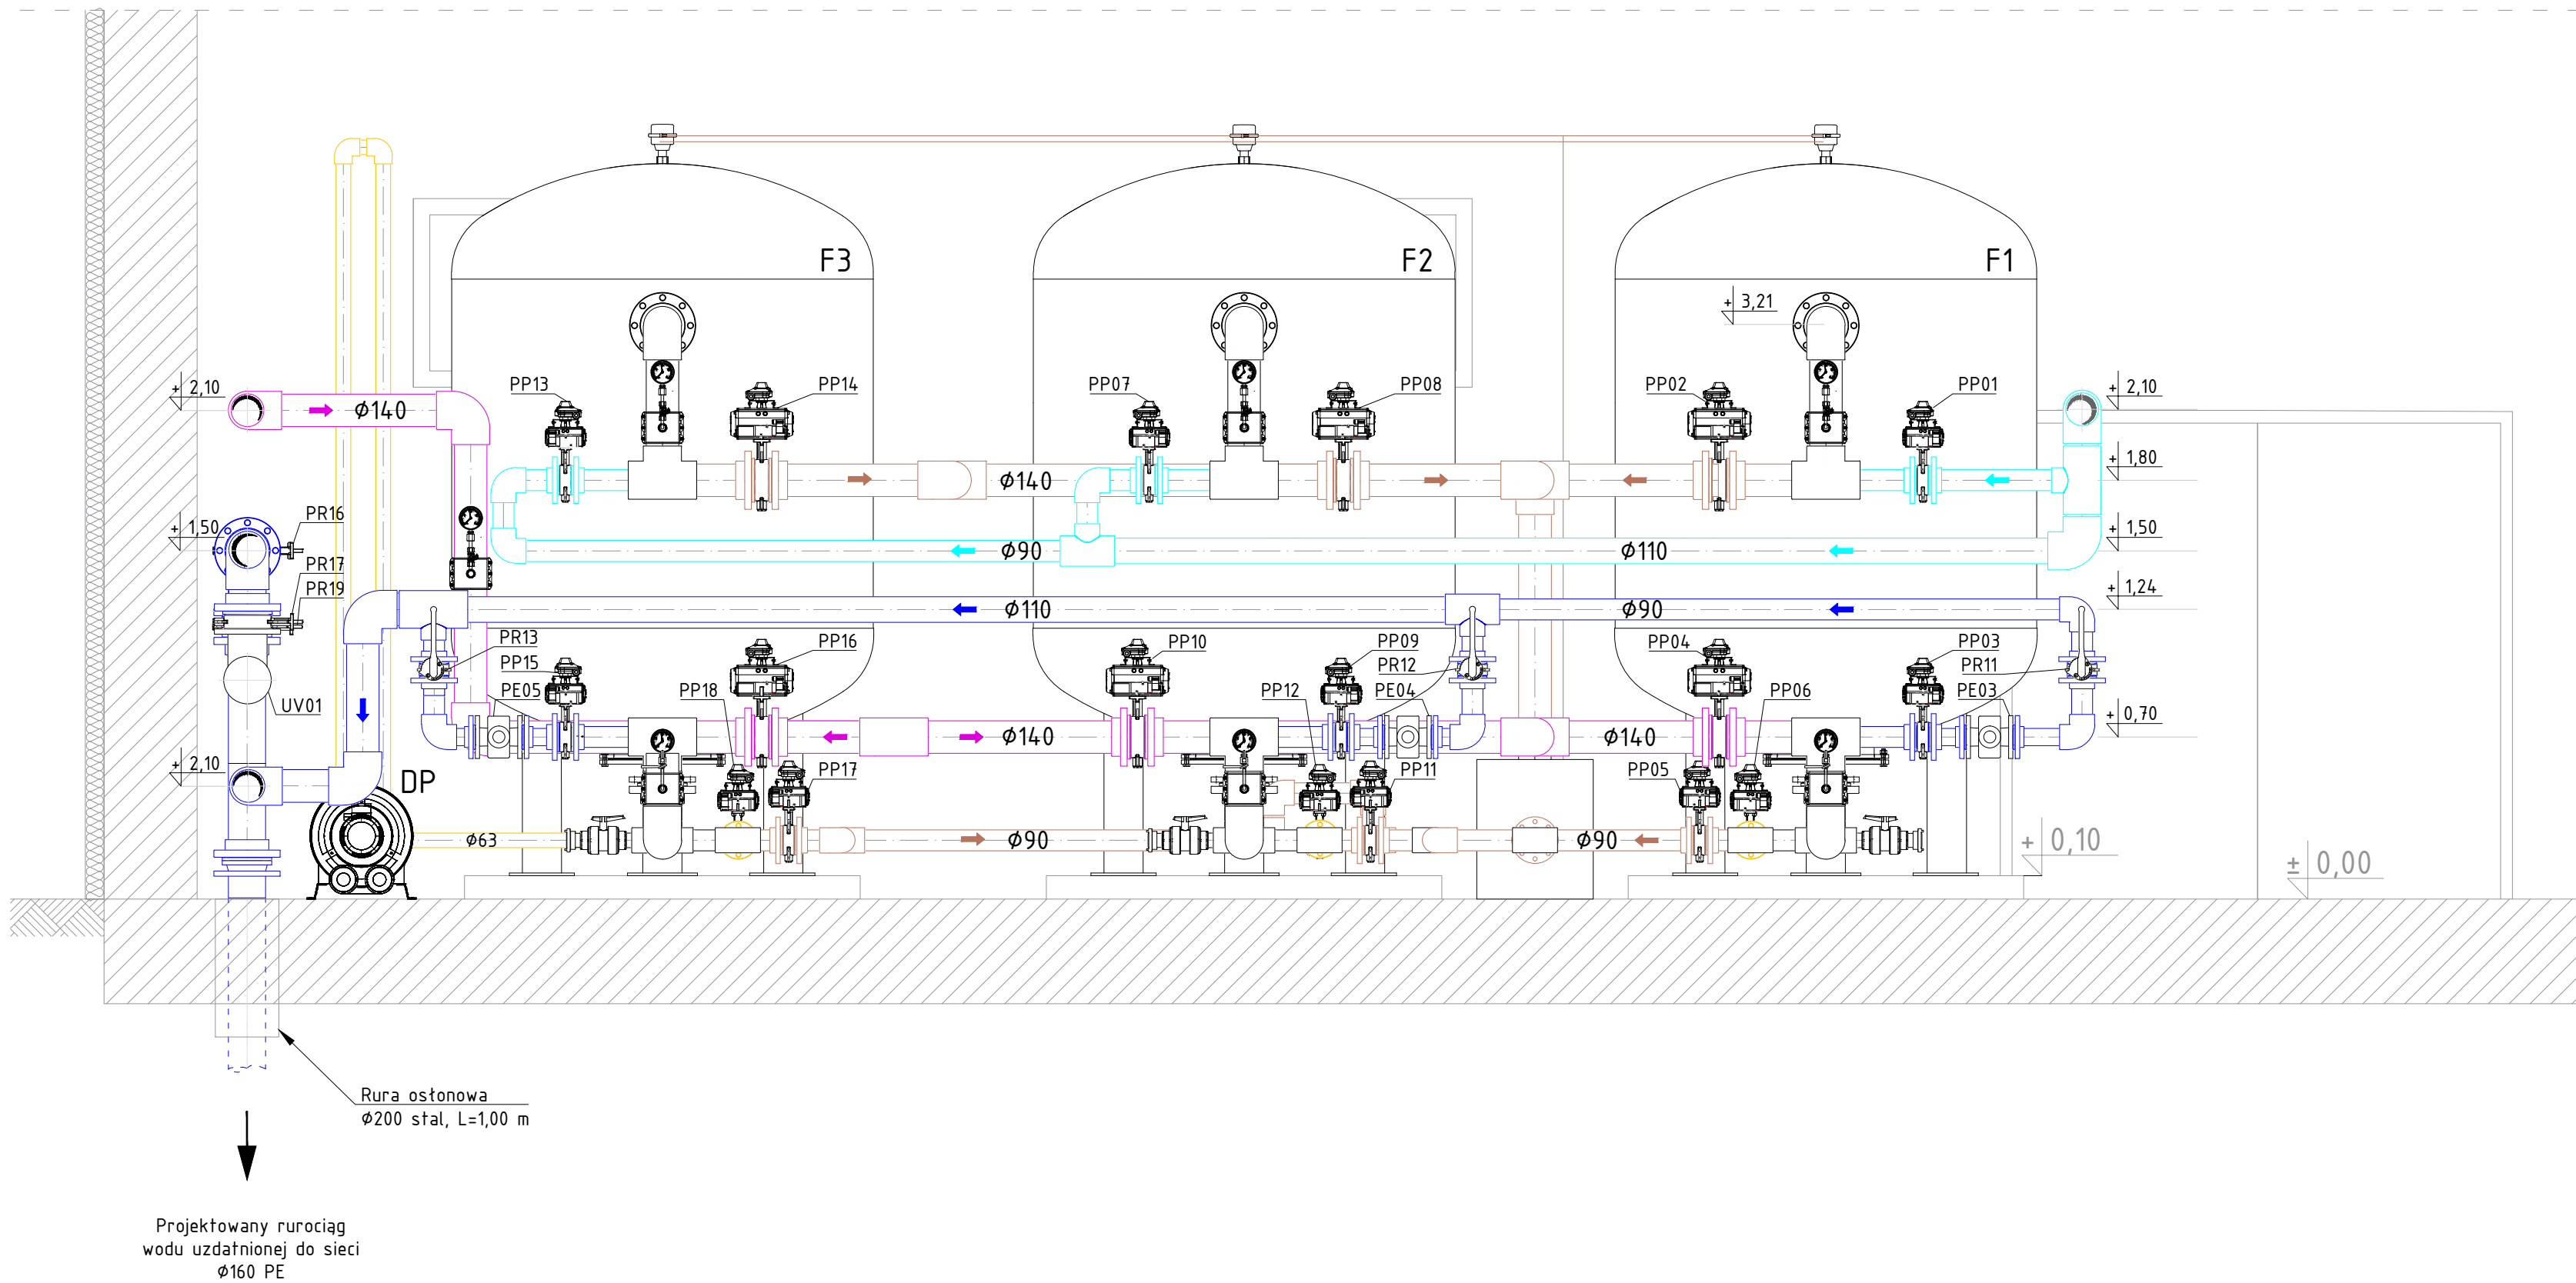 F3
F2
F1
+ 3,21
PP13
PP14
PP07
PP08
PP02
PP01
+ 2,10
+ 2,10
ø140
+ 1,80
ø140
PR16
+ 1,50
+ 1,50
ø90
ø110
PR17
PR19
+ 1,24
ø110
ø90
PR13
PP15
PP16
PP10
PP09
PP04
PP03
PR12
PR11
PE05
PP18
PP12
PE04
PP06
PE03
UV01
+ 0,70
ø140
ø140
+ 2,10
DP
PP17
PP11
PP05
ø63
ø90
ø90
+ 0,10
± 0,00
Rura osłonowa
ø200 stal, L=1,00 m
Projektowany rurociąg
wodu uzdatnionej do sieci
ø160 PE